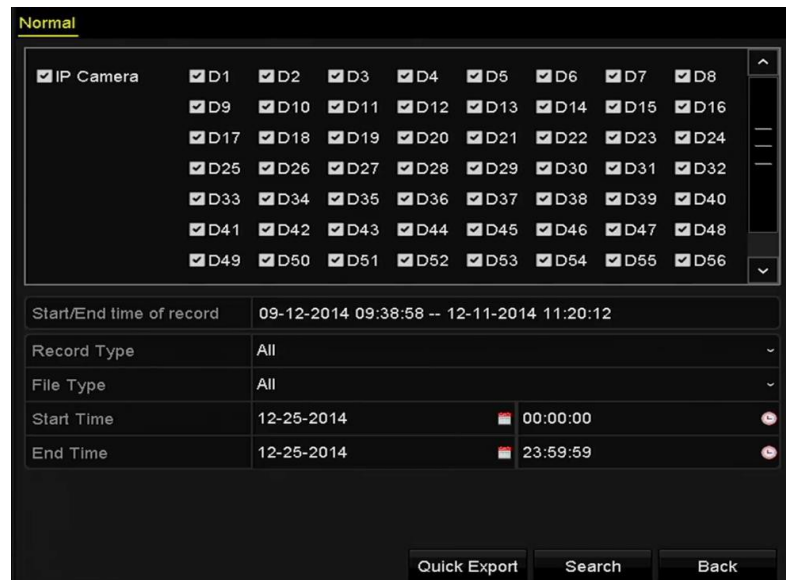 Normal
IP Camera D1 D2 D3 D4 D5 D6 D7 D8
D9 D10 D11 D12 D13 D14 D15 D16
D17 D18 D19 D20 D21 D22 D23 D24
D25 D26 D27 D28 D29 D30 D31 D32
D33 D34 D35 D36 D37 D38 D39 D40
D41 D42 D43 D44 D45 D46 D47 D48
D49 D50 D51 D52 D53 D54 D55 D56
Start/End time of record 09-12-2014 09:38:58 -- 12-11-2014 11:20:12
Record Type All
File Type All
Start Time 12-25-2014 00:00:00
End Time 12-25-2014 23:59:59
Quick Export Search Back